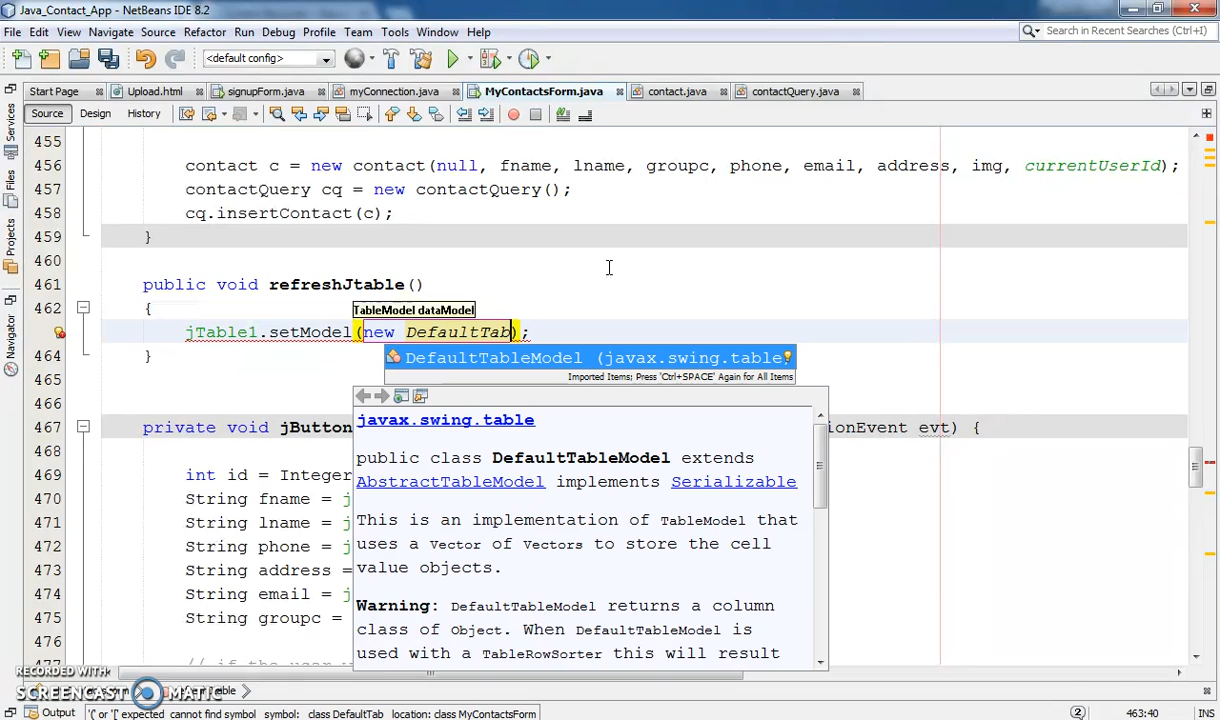 Java_Contact_App - NetBeans IDE 8.2
File Edit View Navigate Source Refactor Run Debug Profile Team Tools Window Help
Search in Recent Searches (Ctrl+I)
<default config>
Start Page Upload.html signupForm.java myConnection.java MyContactsForm.java contact.java contactQuery.java
Source Design History
Services
Files
Projects
Navigator
455
456 contact c = new contact(null, fname, lname, groupc, phone, email, address, img, currentUserId);
457 contactQuery cq = new contactQuery();
458 cq.insertContact(c);
459 }
460
461 public void refreshJtable()
462 {
TableModel dataModel
jTable1.setModel(new DefaultTab);
464 }
DefaultTableModel (javax.swing.table)
Imported Items; Press 'Ctrl+SPACE' Again for All Items
465
466
javax.swing.table
467 private void jButton ionEvent evt) {
468
public class DefaultTableModel extends
469 int id = Integer
AbstractTableModel implements Serializable
470 String fname = j
471 String lname = j
This is an implementation of TableModel that
472 String phone = j
uses a Vector of Vectors to store the cell
473 String address =
value objects.
474 String email = j
Warning: DefaultTableModel returns a column
475 String groupc =
class of Object. When DefaultTableModel is
476
used with a TableRowSorter this will result
477 // if the user
RECORDED WITH
SCREENCAST MATIC
Output '(' or '[' expected cannot find symbol symbol: class DefaultTab location: class MyContactsForm
2 463:40 INS